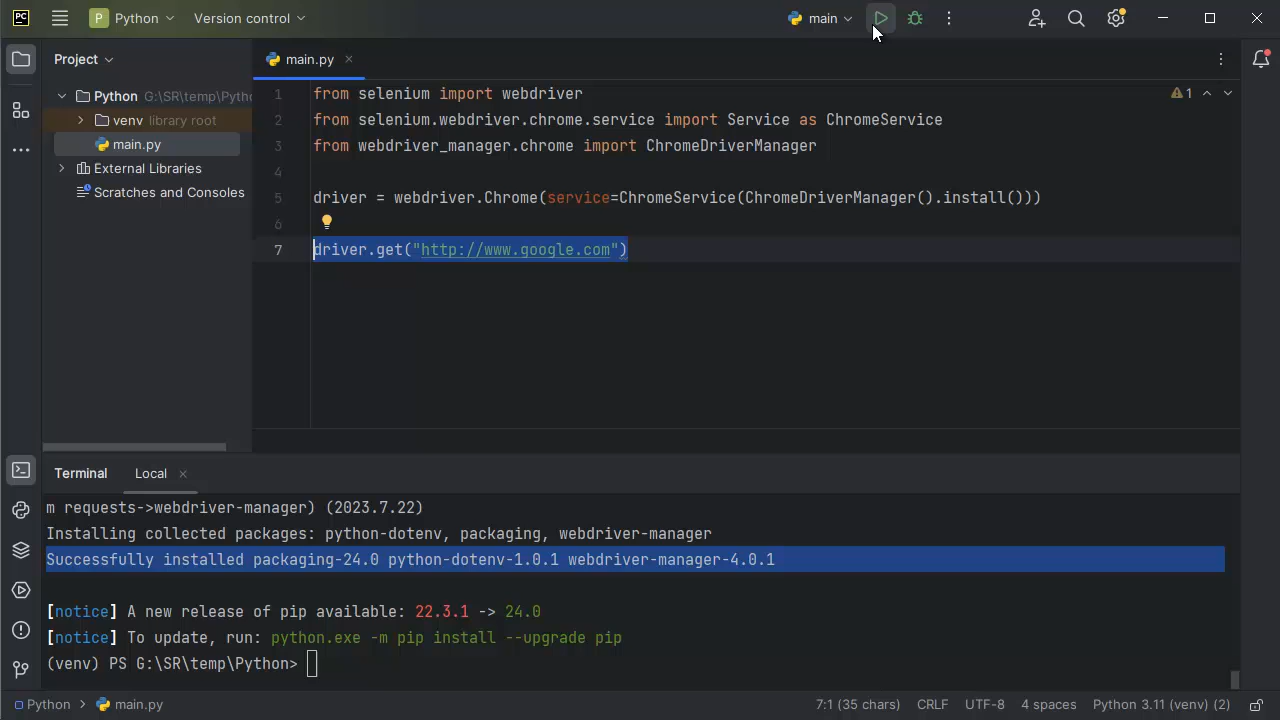 PC P Python Version control main
Project main.py
Python G:\SR\temp\Pytho
venv library root
main.py
External Libraries
Scratches and Consoles
1 from selenium import webdriver 1
2 from selenium.webdriver.chrome.service import Service as ChromeService
3 from webdriver_manager.chrome import ChromeDriverManager
4
5 driver = webdriver.Chrome(service=ChromeService(ChromeDriverManager().install()))
6
7 driver.get("http://www.google.com")
Terminal Local
m requests->webdriver-manager) (2023.7.22)
Installing collected packages: python-dotenv, packaging, webdriver-manager
Successfully installed packaging-24.0 python-dotenv-1.0.1 webdriver-manager-4.0.1
[notice] A new release of pip available: 22.3.1 -> 24.0
[notice] To update, run: python.exe -m pip install --upgrade pip
(venv) PS G:\SR\temp\Python>
Python main.py 7:1 (35 chars) CRLF UTF-8 4 spaces Python 3.11 (venv) (2)